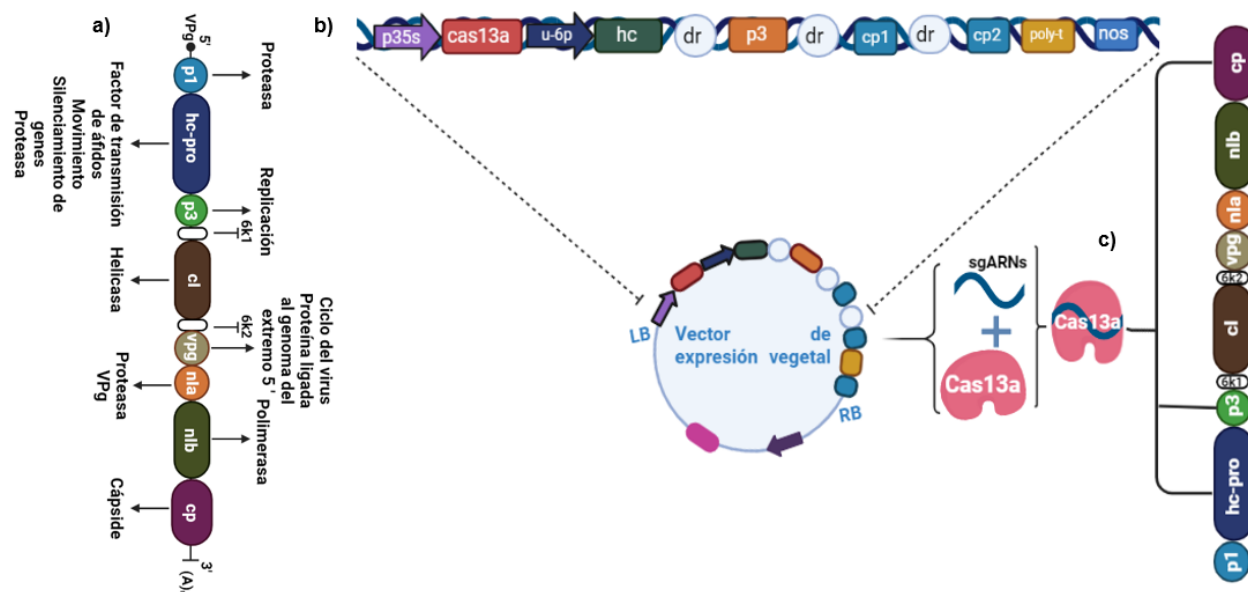 a)
VPg
5'
p1
Proteasa
hc-pro
Factor de transmisión
de áfidos
Movimiento
Silenciamiento de
genes
Proteasa
p3
Replicación
6k1
cl
Helicasa
6k2
vpg
Ciclo del virus
Proteína ligada
al genoma del
extremo 5'
nla
Proteasa
VPg
nlb
Polimerasa
cp
Cápside
3'
(A)
b)
p35s
cas13a
u-6p
hc
dr
p3
dr
cp1
dr
cp2
poly-t
nos
LB
Vector de
expresión vegetal
RB
sgARNs
+
Cas13a
Cas13a
c)
cp
nlb
nla
vpg
6k2
cl
6k1
p3
hc-pro
p1